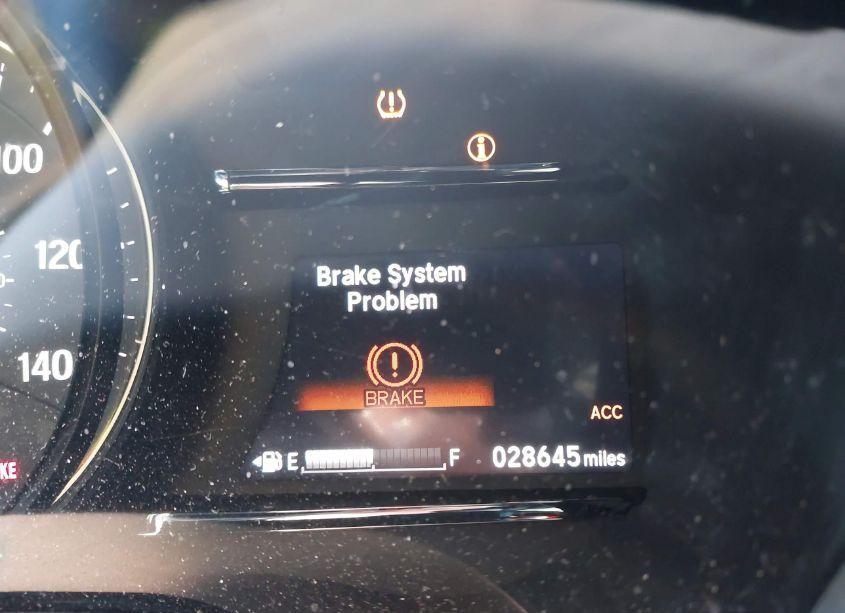 100
120
140
Brake System
Problem
BRAKE
ACC
E
F
028645 miles